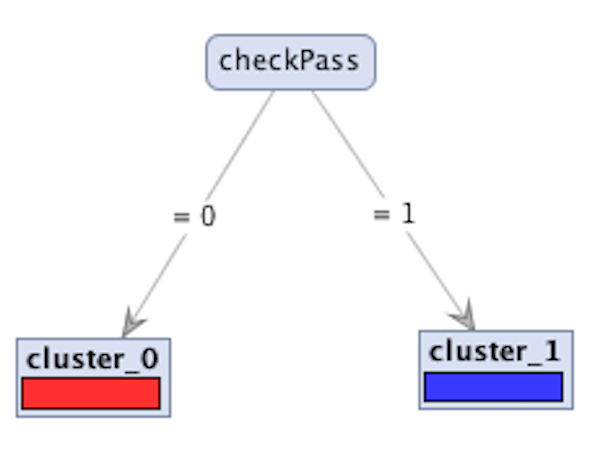 checkPass
= 0
= 1
cluster_0
cluster_1